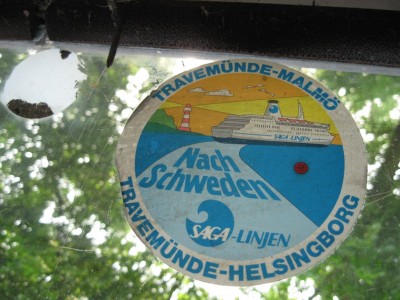 TRAVEMÜNDE-MALMÖ
SAGA LINJEN
Nach
Schweden
SAGA-LINJEN
TRAVEMÜNDE-HELSINGBORG